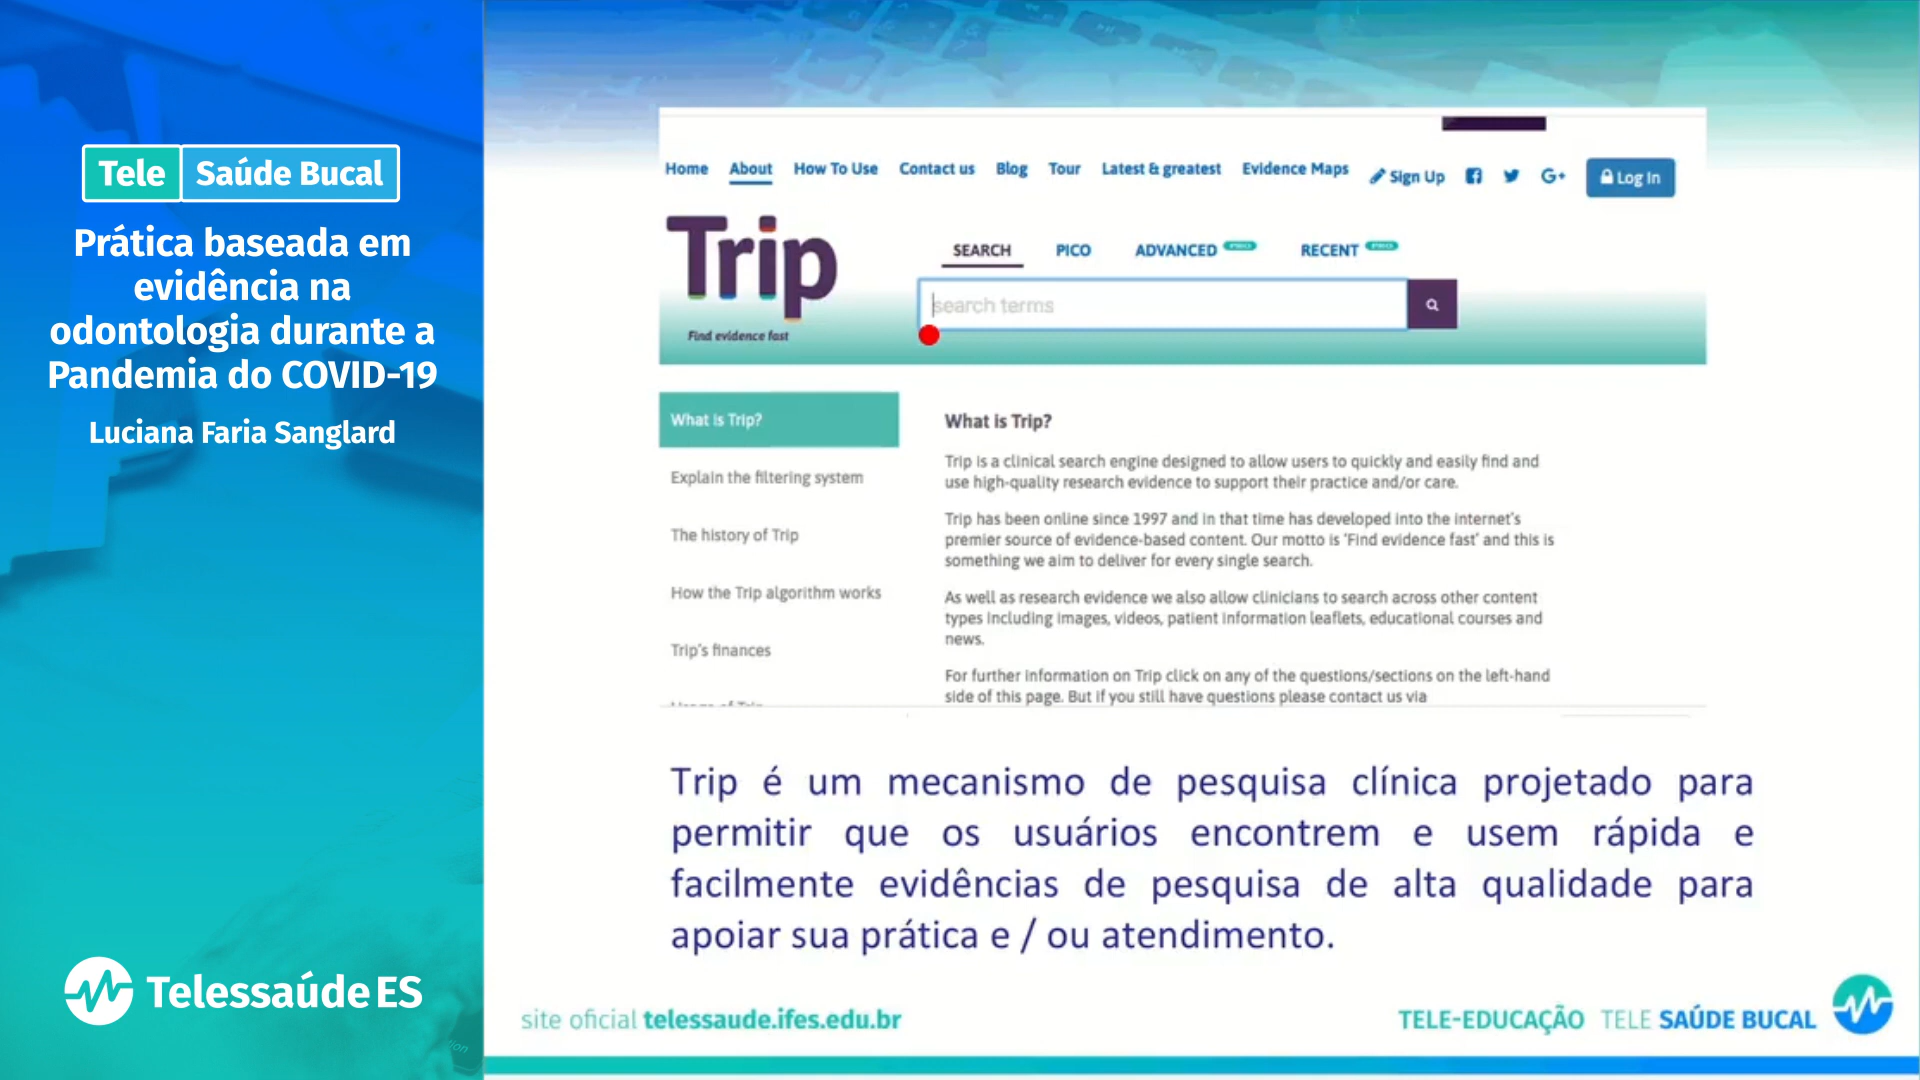 Tele Saúde Bucal
Prática baseada em
evidência na
odontologia durante a
Pandemia do COVID-19
Luciana Faria Sanglard
TelessaúdeES
Home About How To Use Contact us Blog Tour Latest & greatest Evidence Maps Sign Up G+ Log In
Trip
Find evidence fast
SEARCH PICO ADVANCED PRO RECENT PRO
search terms
What is Trip?
Explain the filtering system
The history of Trip
How the Trip algorithm works
Trip's finances
Usage of Trip
What is Trip?
Trip is a clinical search engine designed to allow users to quickly and easily find and
use high-quality research evidence to support their practice and/or care.
Trip has been online since 1997 and in that time has developed into the internet's
premier source of evidence-based content. Our motto is 'Find evidence fast' and this is
something we aim to deliver for every single search.
As well as research evidence we also allow clinicians to search across other content
types including images, videos, patient information leaflets, educational courses and
news.
For further information on Trip click on any of the questions/sections on the left-hand
side of this page. But if you still have questions please contact us via
Trip é um mecanismo de pesquisa clínica projetado para
permitir que os usuários encontrem e usem rápida e
facilmente evidências de pesquisa de alta qualidade para
apoiar sua prática e / ou atendimento.
site oficial telessaude.ifes.edu.br
TELE-EDUCAÇÃO TELE SAÚDE BUCAL